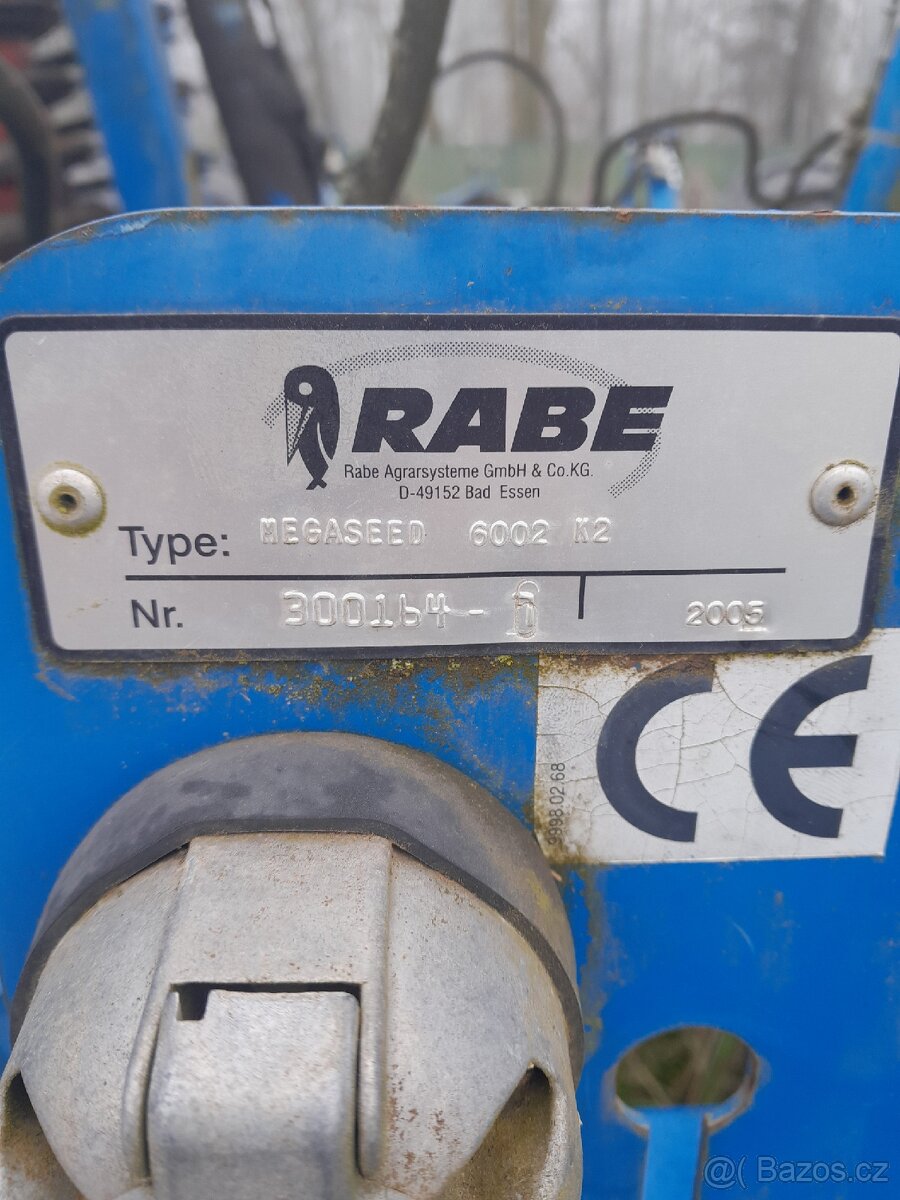 RABE
Rabe Agrarsysteme GmbH & Co.KG.
D-49152 Bad Essen
Type: MEGASEED 6002 K2
Nr. 300164- 2005
CE
9998.02.68
@( Bazos.cz